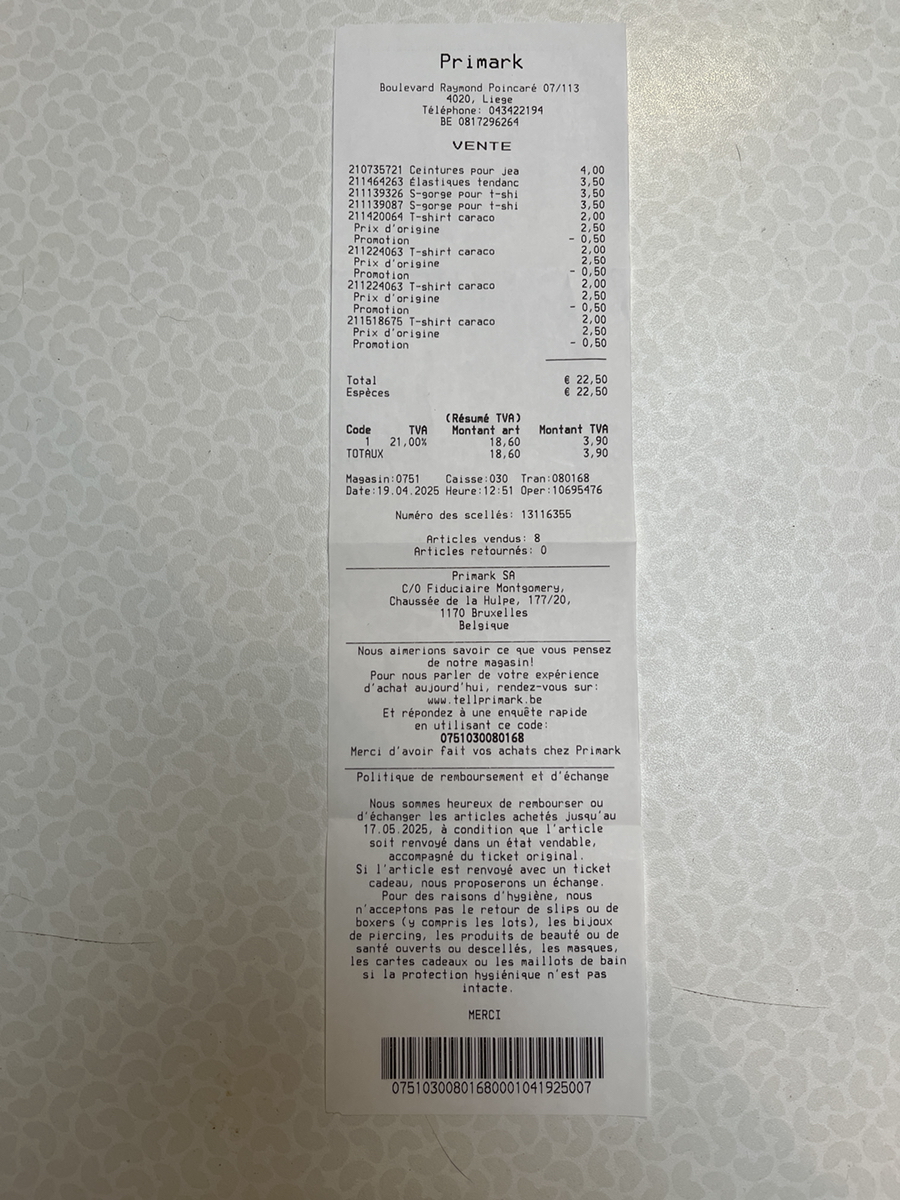 Primark
Boulevard Raymond Poincaré 07/113
4020, Liege
Téléphone: 043422194
BE 0817296264
VENTE
210735721 Ceintures pour jea 4,00
211464263 Élastiques tendanc 3,50
211139326 S-gorge pour t-shi 3,50
211139087 S-gorge pour t-shi 3,50
211420064 T-shirt caraco 2,00
Prix d'origine 2,50
Promotion - 0,50
211224063 T-shirt caraco 2,00
Prix d'origine 2,50
Promotion - 0,50
211224063 T-shirt caraco 2,00
Prix d'origine 2,50
Promotion - 0,50
211518675 T-shirt caraco 2,00
Prix d'origine 2,50
Promotion - 0,50
Total € 22,50
Espèces € 22,50
(Résumé TVA)
Code TVA Montant art Montant TVA
1 21,00% 18,60 3,90
TOTAUX 18,60 3,90
Magasin:0751 Caisse:030 Tran:080168
Date:19.04.2025 Heure:12:51 Oper:10695476
Numéro des scellés: 13116355
Articles vendus: 8
Articles retournés: 0
Primark SA
C/O Fiduciaire Montgomery,
Chaussée de la Hulpe, 177/20,
1170 Bruxelles
Belgique
Nous aimerions savoir ce que vous pensez
de notre magasin!
Pour nous parler de votre expérience
d'achat aujourd'hui, rendez-vous sur:
www.tellprimark.be
Et répondez à une enquête rapide
en utilisant ce code:
0751030080168
Merci d'avoir fait vos achats chez Primark
Politique de remboursement et d'échange
Nous sommes heureux de rembourser ou
d'échanger les articles achetés jusqu'au
17.05.2025, à condition que l'article
soit renvoyé dans un état vendable,
accompagné du ticket original.
Si l'article est renvoyé avec un ticket
cadeau, nous proposerons un échange.
Pour des raisons d'hygiène, nous
n'acceptons pas le retour de slips ou de
boxers (y compris les lots), les bijoux
de piercing, les produits de beauté ou de
santé ouverts ou descellés, les masques,
les cartes cadeaux ou les maillots de bain
si la protection hygiénique n'est pas
intacte.
MERCI
07510300801680001041925007